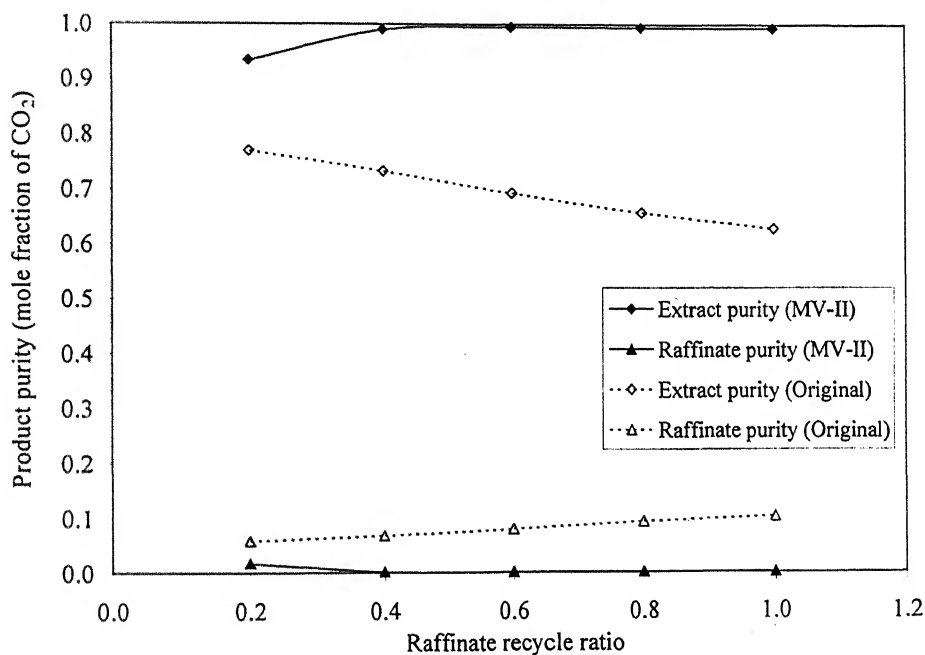 Product purity (mole fraction of CO₂)
1.0
0.9
0.8
0.7
0.6
0.5
0.4
0.3
0.2
0.1
0.0
Extract purity (MV-II)
Raffinate purity (MV-II)
Extract purity (Original)
Raffinate purity (Original)
0.0 0.2 0.4 0.6 0.8 1.0 1.2
Raffinate recycle ratio